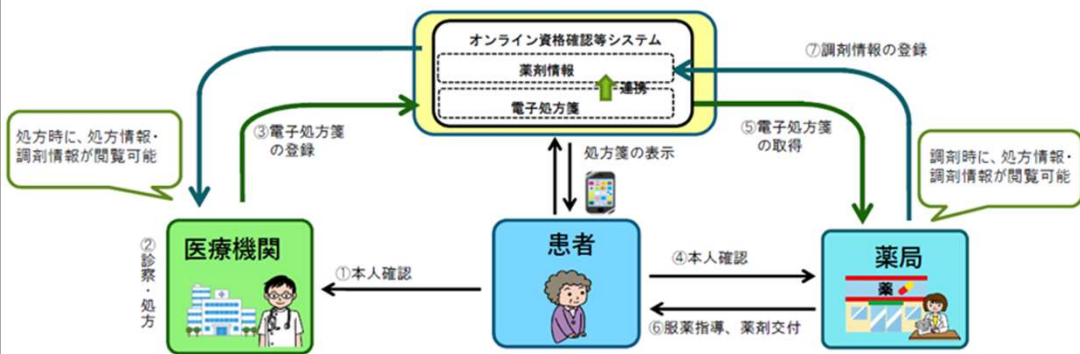 オンライン資格確認等システム
薬剤情報
連携
電子処方箋
⑦調剤情報の登録
③電子処方箋
の登録
⑤電子処方箋
の取得
処方時に、処方情報・
調剤情報が閲覧可能
処方箋の表示
調剤時に、処方情報・
調剤情報が閲覧可能
医療機関
②診察・処方
①本人確認
患者
④本人確認
⑥服薬指導、薬剤交付
薬局
薬